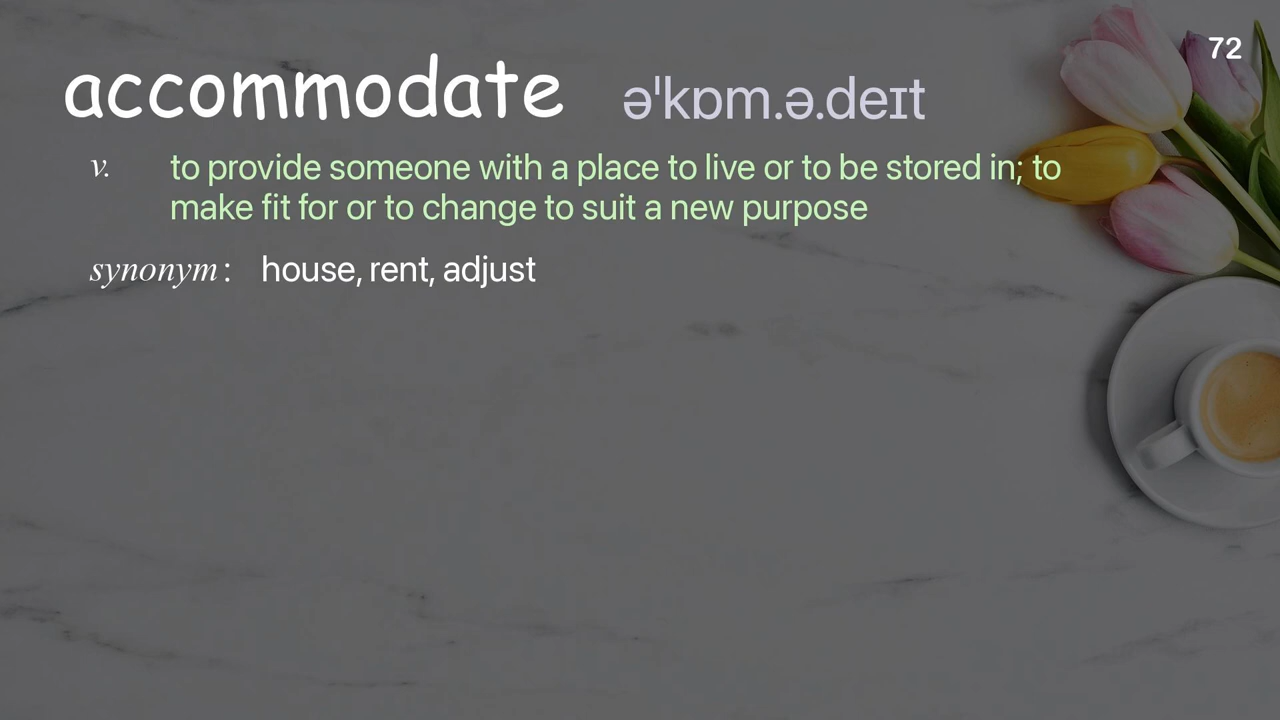 72
accommodate əˈkɒm.ə.deɪt
v. to provide someone with a place to live or to be stored in; to
make fit for or to change to suit a new purpose
synonym : house, rent, adjust